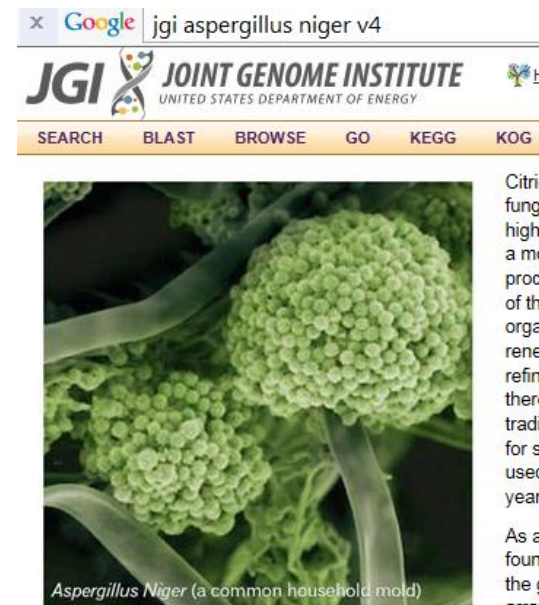 × Google jgi aspergillus niger v4
JGI JOINT GENOME INSTITUTE
UNITED STATES DEPARTMENT OF ENERGY
SEARCH BLAST BROWSE GO KEGG KOG
Citri
fung
high
a mo
proc
of th
orga
rene
refin
there
tradi
for s
used
year
As a
foun
the g
Aspergillus Niger (a common household mold)